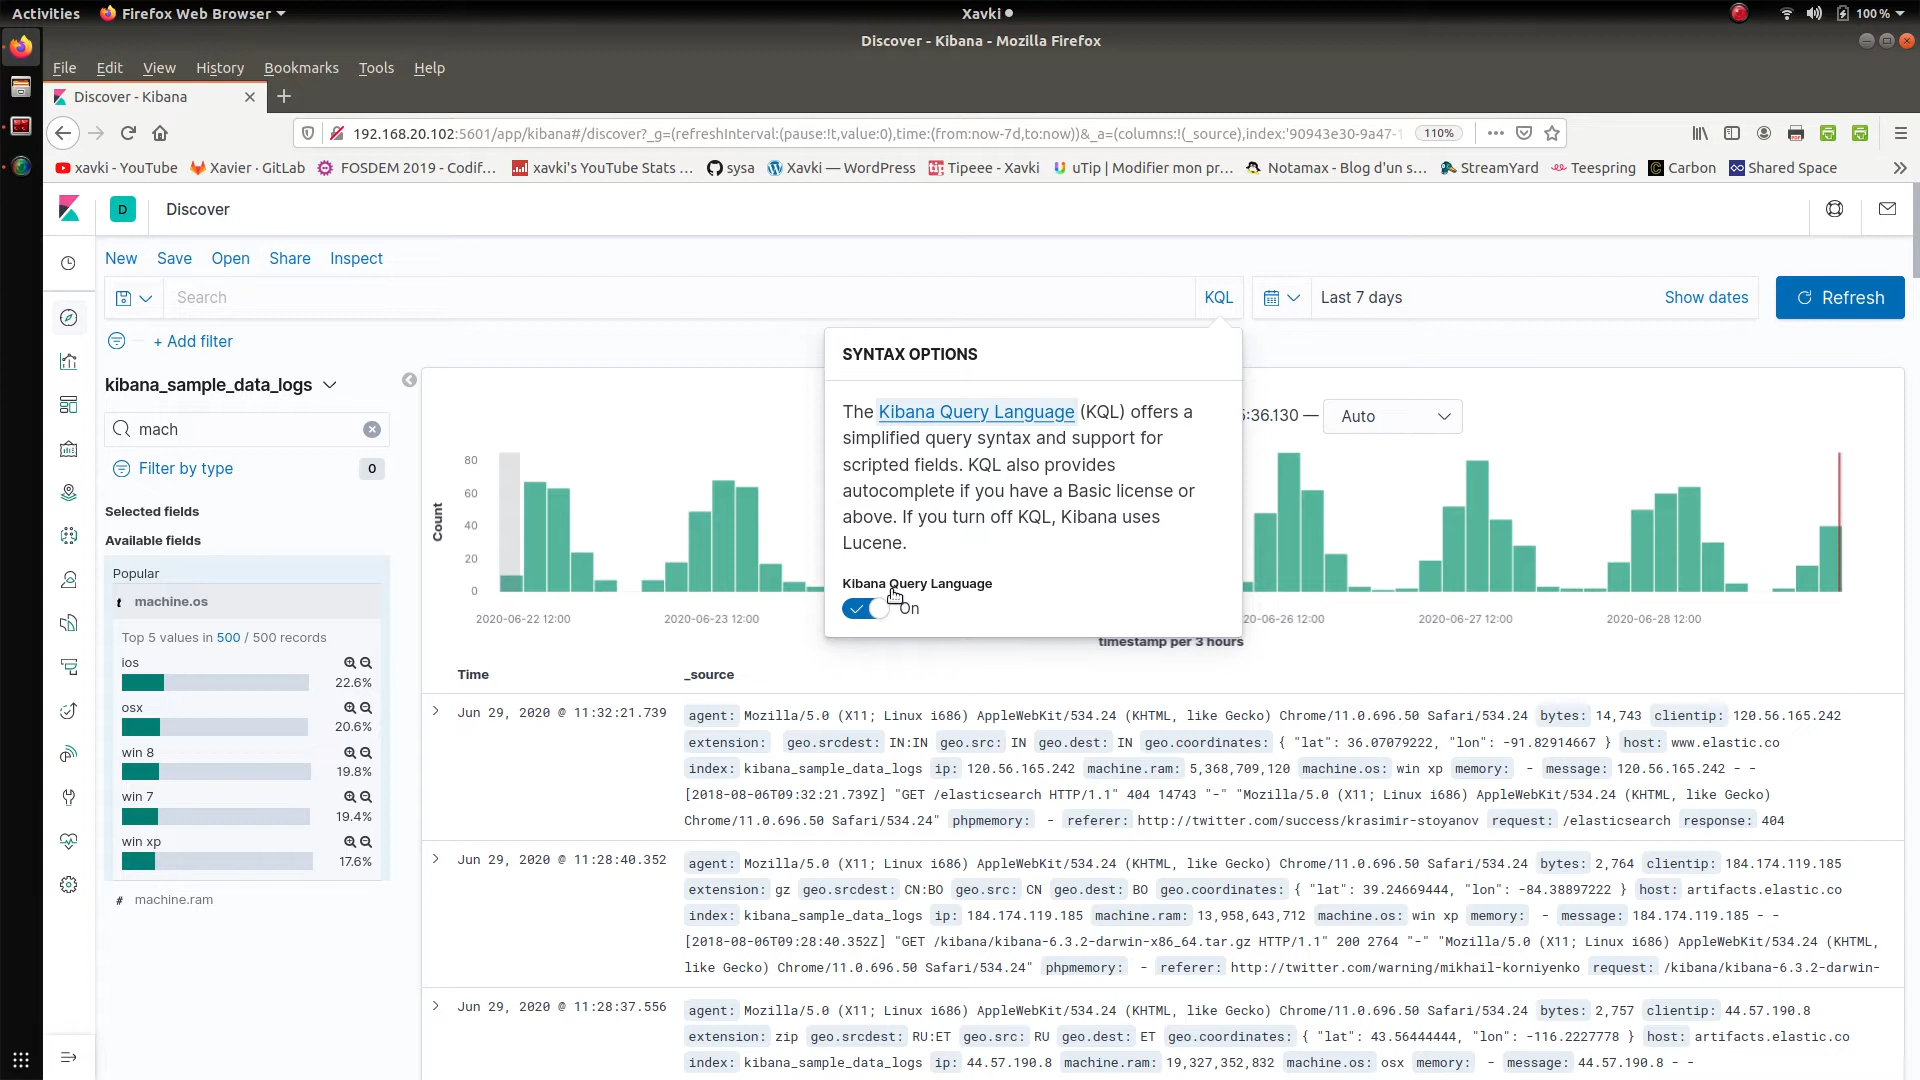 Activities Firefox Web Browser Xavki 100 %
Discover - Kibana - Mozilla Firefox
File Edit View History Bookmarks Tools Help
Discover - Kibana
192.168.20.102:5601/app/kibana#/discover?_g=(refreshInterval:(pause:!t,value:0),time:(from:now-7d,to:now))&_a=(columns:!(_source),index:'90943e30-9a47-1 110%
xavki - YouTube Xavier · GitLab FOSDEM 2019 - Codif... xavki's YouTube Stats ... sysa Xavki — WordPress Tipeee - Xavki uTip | Modifier mon pr... Notamax - Blog d'un s... StreamYard Teespring Carbon Shared Space
D Discover
New Save Open Share Inspect
Search KQL Last 7 days Show dates Refresh
+ Add filter
SYNTAX OPTIONS
The Kibana Query Language (KQL) offers a
simplified query syntax and support for
scripted fields. KQL also provides
autocomplete if you have a Basic license or
above. If you turn off KQL, Kibana uses
Lucene.
Kibana Query Language
On
kibana_sample_data_logs
mach
Filter by type 0
Selected fields
Available fields
Popular
t machine.os
Top 5 values in 500 / 500 records
ios
22.6%
osx
20.6%
win 8
19.8%
win 7
19.4%
win xp
17.6%
# machine.ram
5:36.130 — Auto
Count
80
60
40
20
0
2020-06-22 12:00 2020-06-23 12:00 0-06-26 12:00 2020-06-27 12:00 2020-06-28 12:00
timestamp per 3 hours
Time _source
Jun 29, 2020 @ 11:32:21.739 agent: Mozilla/5.0 (X11; Linux i686) AppleWebKit/534.24 (KHTML, like Gecko) Chrome/11.0.696.50 Safari/534.24 bytes: 14,743 clientip: 120.56.165.242
extension: geo.srcdest: IN:IN geo.src: IN geo.dest: IN geo.coordinates: { "lat": 36.07079222, "lon": -91.82914667 } host: www.elastic.co
index: kibana_sample_data_logs ip: 120.56.165.242 machine.ram: 5,368,709,120 machine.os: win xp memory: - message: 120.56.165.242 - -
[2018-08-06T09:32:21.739Z] "GET /elasticsearch HTTP/1.1" 404 14743 "-" "Mozilla/5.0 (X11; Linux i686) AppleWebKit/534.24 (KHTML, like Gecko)
Chrome/11.0.696.50 Safari/534.24" phpmemory: - referer: http://twitter.com/success/krasimir-stoyanov request: /elasticsearch response: 404
Jun 29, 2020 @ 11:28:40.352 agent: Mozilla/5.0 (X11; Linux i686) AppleWebKit/534.24 (KHTML, like Gecko) Chrome/11.0.696.50 Safari/534.24 bytes: 2,764 clientip: 184.174.119.185
extension: gz geo.srcdest: CN:BO geo.src: CN geo.dest: BO geo.coordinates: { "lat": 39.24669444, "lon": -84.38897222 } host: artifacts.elastic.co
index: kibana_sample_data_logs ip: 184.174.119.185 machine.ram: 13,958,643,712 machine.os: win xp memory: - message: 184.174.119.185 - -
[2018-08-06T09:28:40.352Z] "GET /kibana/kibana-6.3.2-darwin-x86_64.tar.gz HTTP/1.1" 200 2764 "-" "Mozilla/5.0 (X11; Linux i686) AppleWebKit/534.24 (KHTML,
like Gecko) Chrome/11.0.696.50 Safari/534.24" phpmemory: - referer: http://twitter.com/warning/mikhail-korniyenko request: /kibana/kibana-6.3.2-darwin-
Jun 29, 2020 @ 11:28:37.556 agent: Mozilla/5.0 (X11; Linux i686) AppleWebKit/534.24 (KHTML, like Gecko) Chrome/11.0.696.50 Safari/534.24 bytes: 2,757 clientip: 44.57.190.8
extension: zip geo.srcdest: RU:ET geo.src: RU geo.dest: ET geo.coordinates: { "lat": 43.56444444, "lon": -116.2227778 } host: artifacts.elastic.co
index: kibana_sample_data_logs ip: 44.57.190.8 machine.ram: 19,327,352,832 machine.os: osx memory: - message: 44.57.190.8 - -